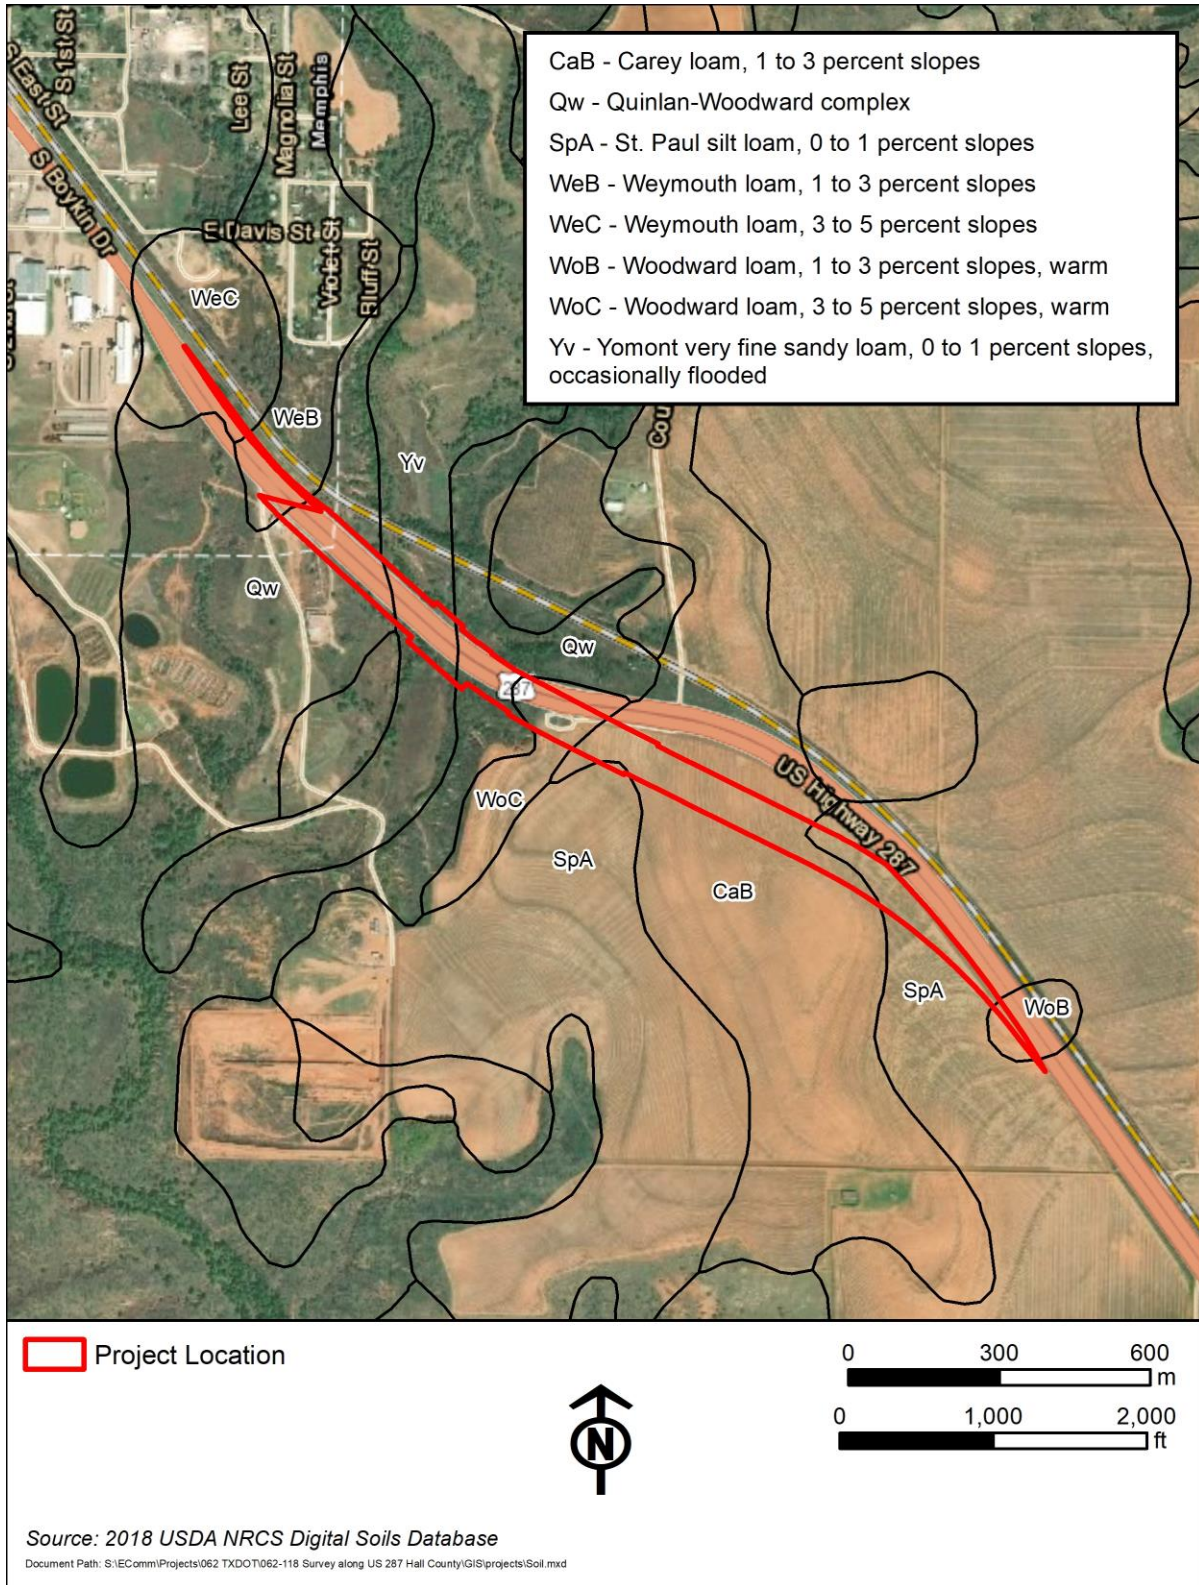 S East St
S 1st St
Lee St
Magnolia St
Memphis
S Boykin Dr
E Davis St
Violet St
Bluff St
CaB - Carey loam, 1 to 3 percent slopes
Qw - Quinlan-Woodward complex
SpA - St. Paul silt loam, 0 to 1 percent slopes
WeB - Weymouth loam, 1 to 3 percent slopes
WeC - Weymouth loam, 3 to 5 percent slopes
WoB - Woodward loam, 1 to 3 percent slopes, warm
WoC - Woodward loam, 3 to 5 percent slopes, warm
Yv - Yomont very fine sandy loam, 0 to 1 percent slopes,
occasionally flooded
WeC
WeB
Yv
Cou
Qw
Qw
287
US Highway 287
WoC
SpA
CaB
SpA
WoB
Project Location
N
0 300 600
m
0 1,000 2,000
ft
Source: 2018 USDA NRCS Digital Soils Database
Document Path: S:\EComm\Projects\062 TXDOT\062-118 Survey along US 287 Hall County\GIS\projects\Soil.mxd